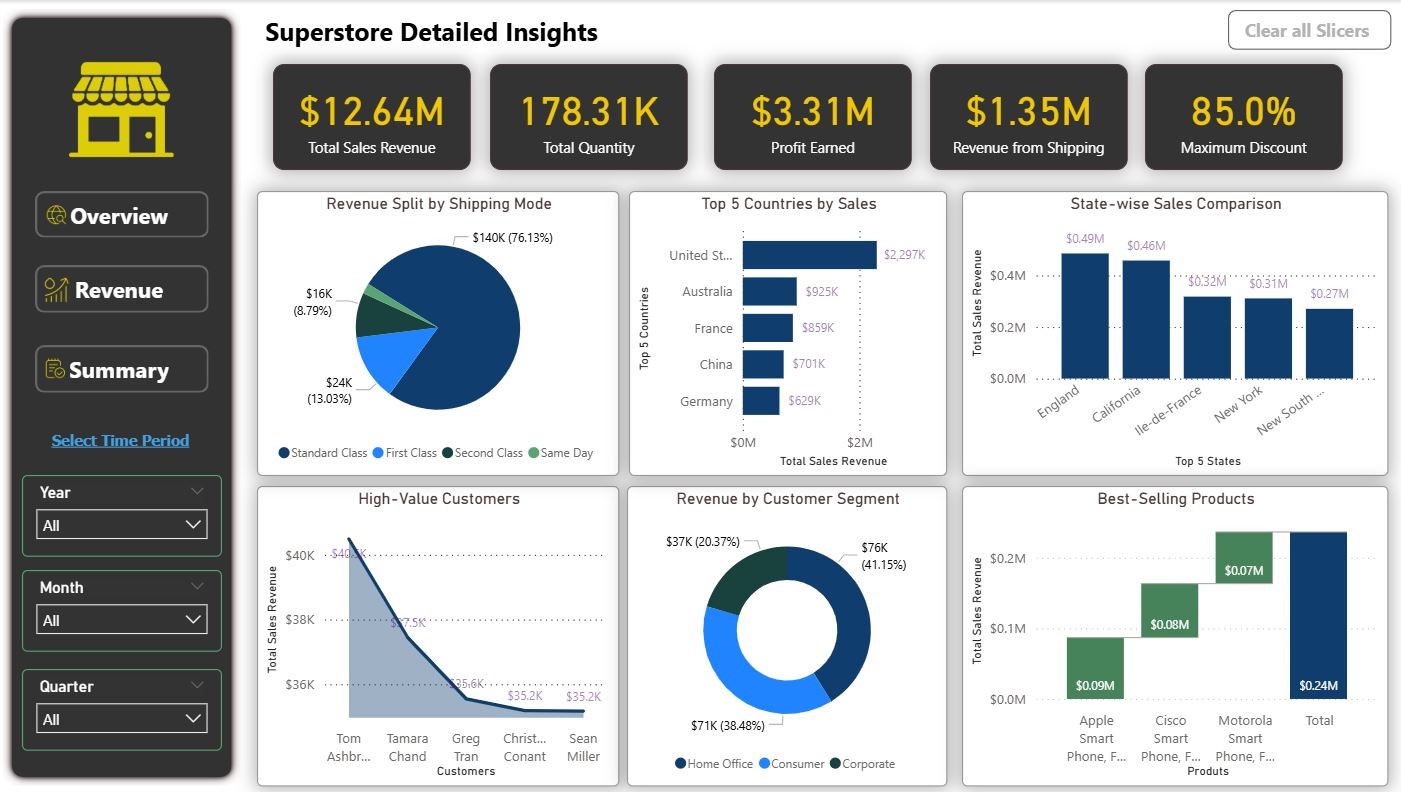 Superstore Detailed Insights
Clear all Slicers
Overview
Revenue
Summary
Select Time Period
Year
All
Month
All
Quarter
All
$12.64M
Total Sales Revenue
178.31K
Total Quantity
$3.31M
Profit Earned
$1.35M
Revenue from Shipping
85.0%
Maximum Discount
Revenue Split by Shipping Mode
$140K (76.13%)
$16K
(8.79%)
$24K
(13.03%)
Standard Class First Class Second Class Same Day
Top 5 Countries by Sales
Top 5 Countries
United St... $2,297K
Australia $925K
France $859K
China $701K
Germany $629K
$0M $2M
Total Sales Revenue
State-wise Sales Comparison
Total Sales Revenue
$0.4M
$0.2M
$0.0M
$0.49M $0.46M $0.32M $0.31M $0.27M
England California Ile-de-France New York New South ...
Top 5 States
High-Value Customers
Total Sales Revenue
$40K
$38K
$36K
$37.5K
$35.6K
$35.2K
$35.2K
Tom Tamara Greg Christ... Sean
Ashbr... Chand Tran Conant Miller
Customers
Revenue by Customer Segment
$37K (20.37%)
$76K
(41.15%)
$71K (38.48%)
Home Office Consumer Corporate
Best-Selling Products
Total Sales Revenue
$0.2M
$0.1M
$0.0M
$0.09M
$0.08M
$0.07M
$0.24M
Apple Cisco Motorola Total
Smart Smart Smart
Phone, F... Phone, F... Phone, F...
Produts